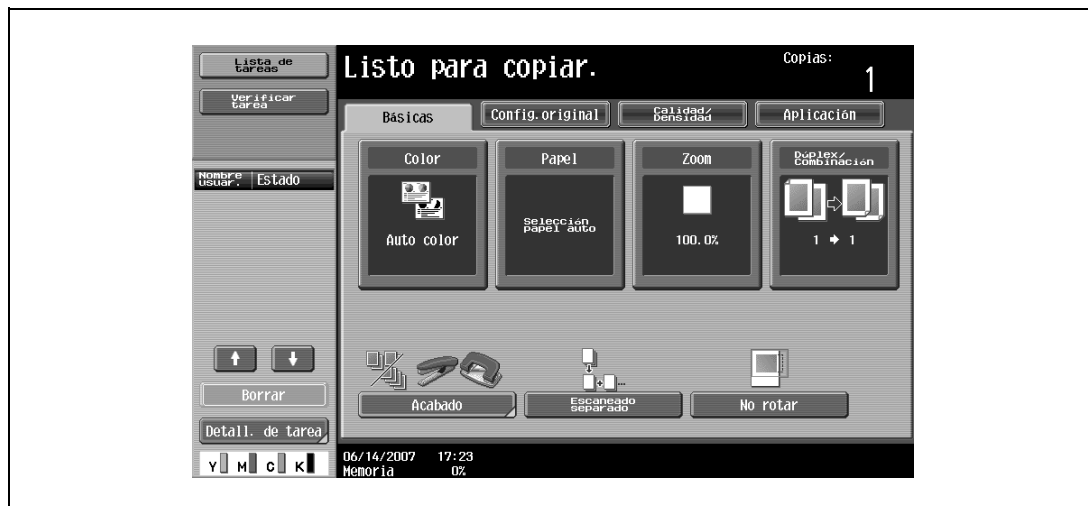 Lista de
tareas
Verificar
tarea
Nombre
usuar.
Estado
Borrar
Detall. de tarea
Y M C K
Listo para copiar.
Copias:
1
Básicas
Config.original
Calidad/
Densidad
Aplicación
Color
Auto color
Papel
Selección
papel auto
Zoom
100.0%
Dúplex/
Combinación
1 → 1
Acabado
Escaneado
separado
No rotar
06/14/2007 17:23
Memoria 0%